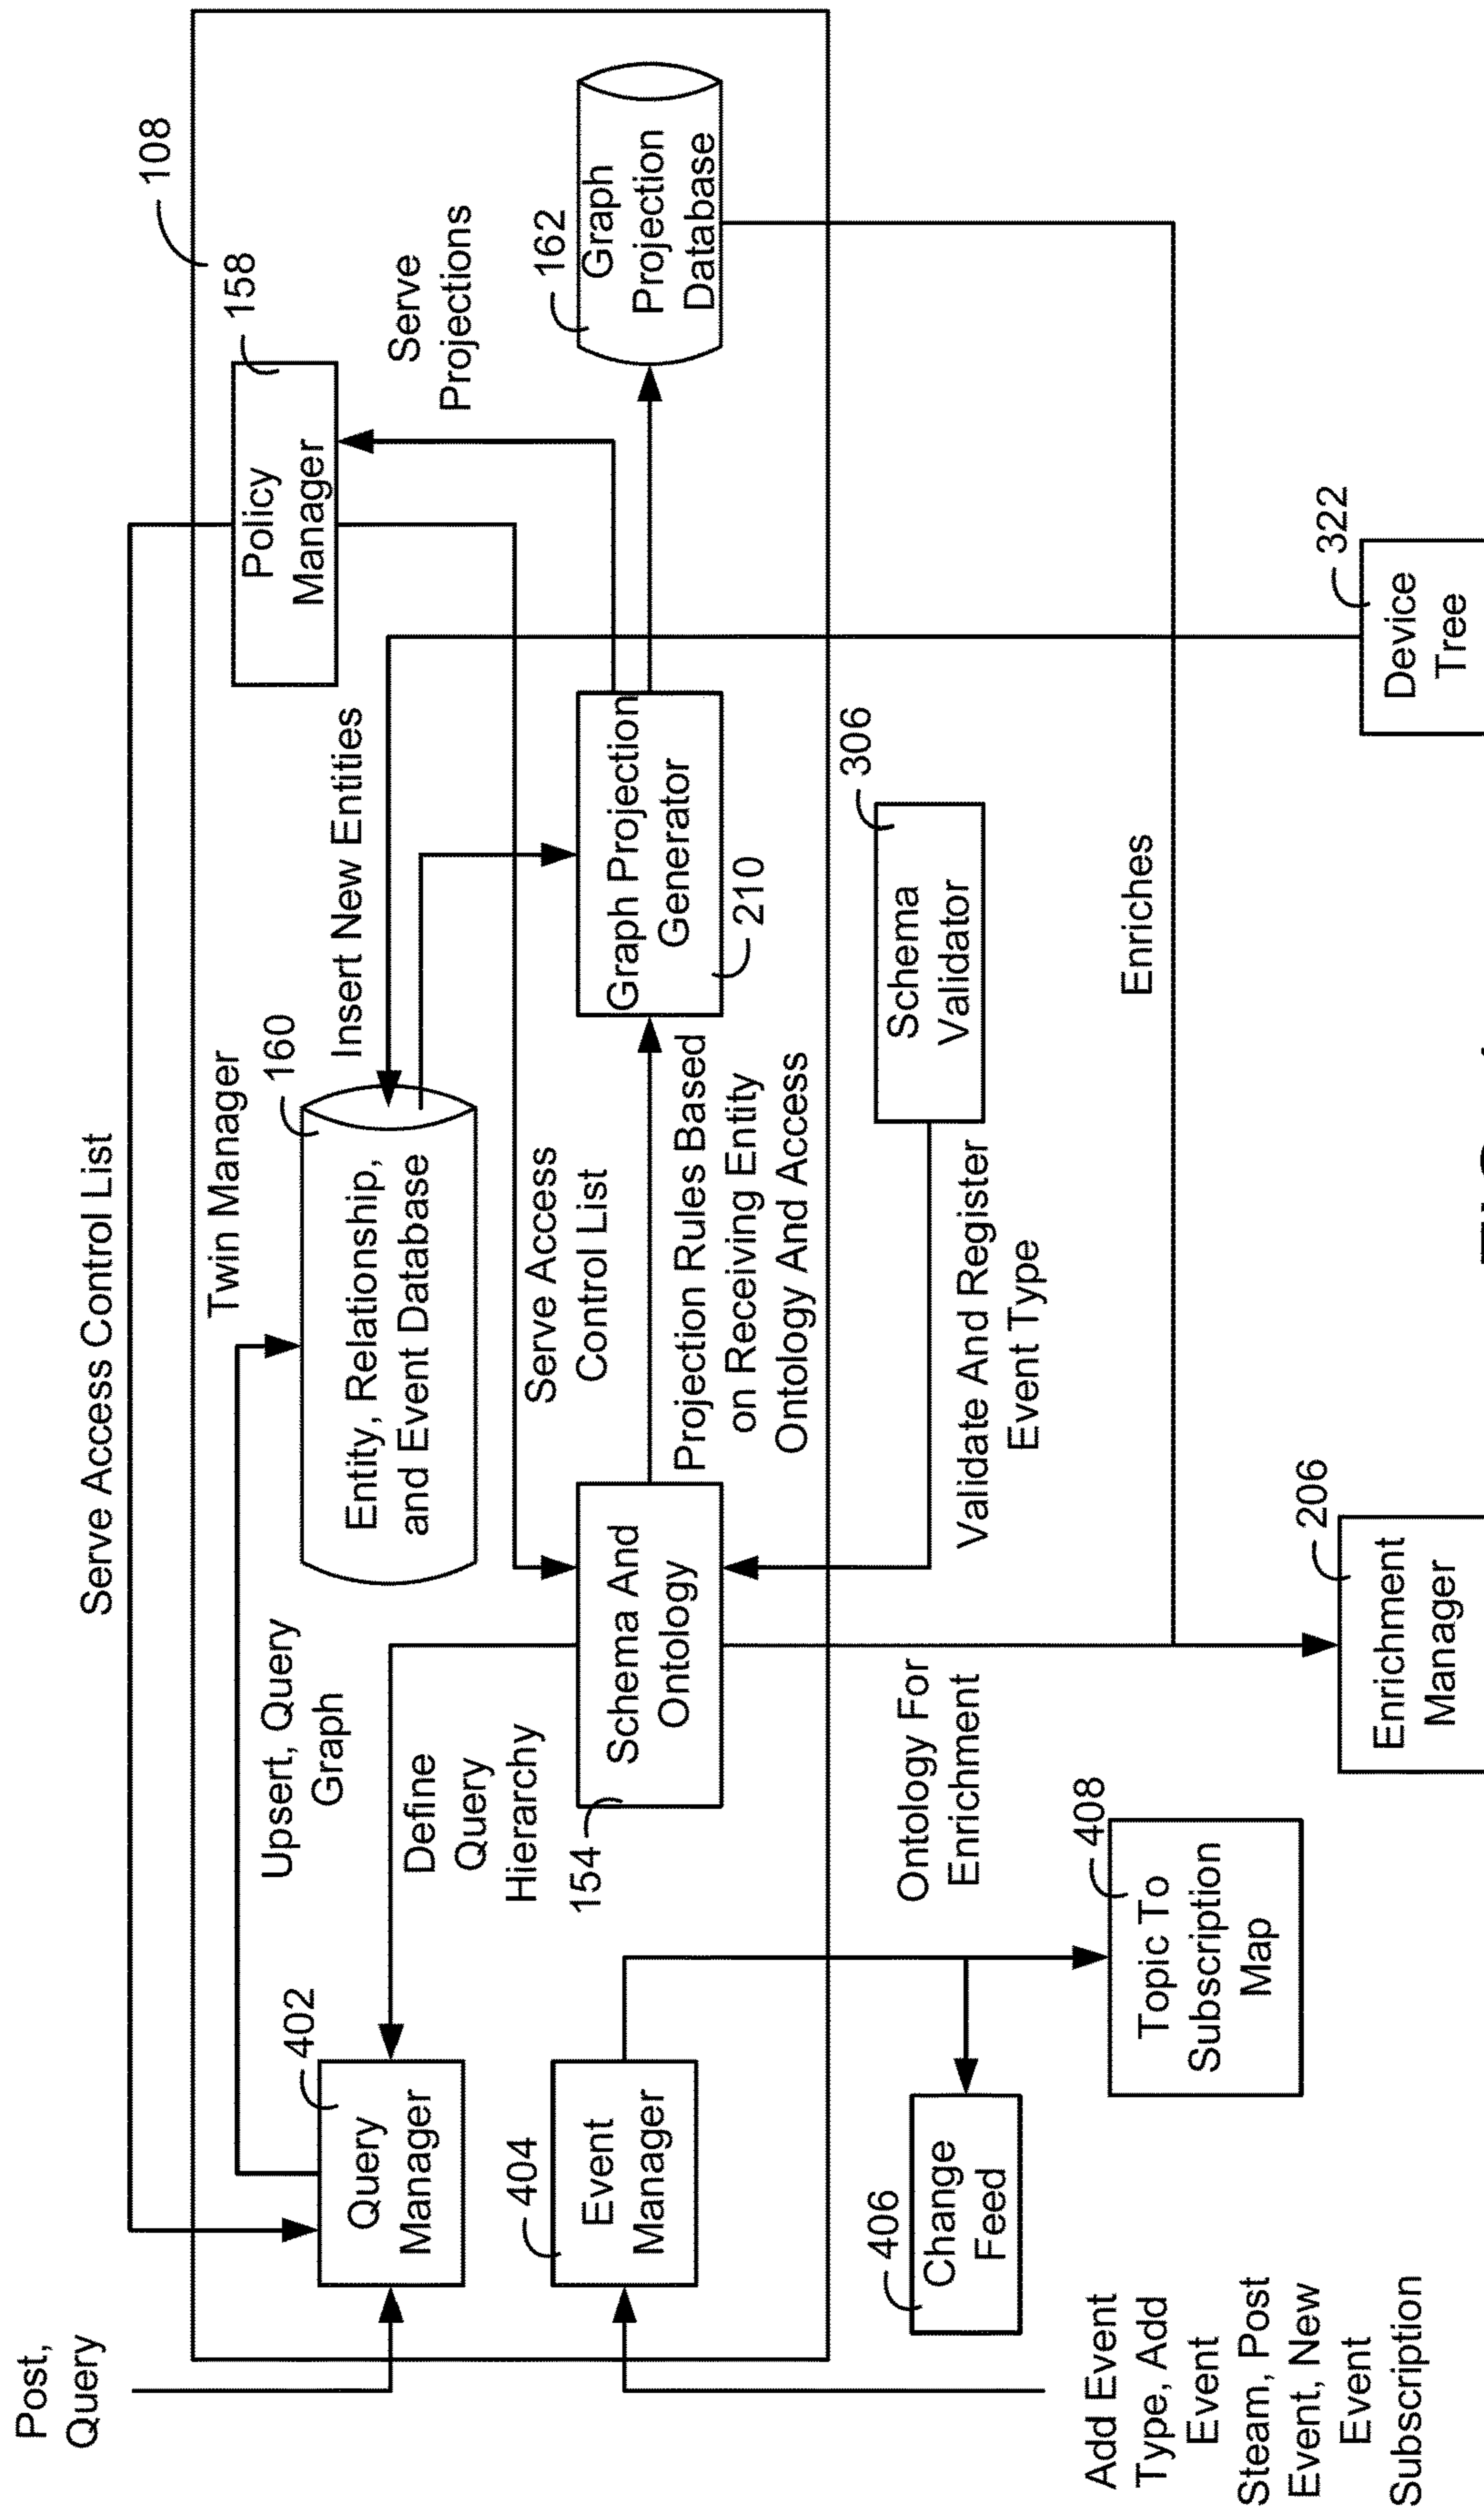 Post,
Query
Serve Access Control List
108
Twin Manager
Upsert, Query
Graph
402
Query
Manager
Define
Query
Hierarchy
160
Entity, Relationship,
and Event Database
Insert New Entities
158
Policy
Manager
Serve
Projections
404
Event
Manager
154
Schema And
Ontology
Serve Access
Control List
Projection Rules Based
on Receiving Entity
Ontology And Access
Graph Projection
Generator
210
162
Graph
Projection
Database
406
Change
Feed
Ontology For
Enrichment
Validate And Register
Event Type
306
Schema
Validator
408
Topic To
Subscription
Map
Enriches
Add Event
Type, Add
Event
Steam, Post
Event, New
Event
Subscription
206
Enrichment
Manager
322
Device
Tree